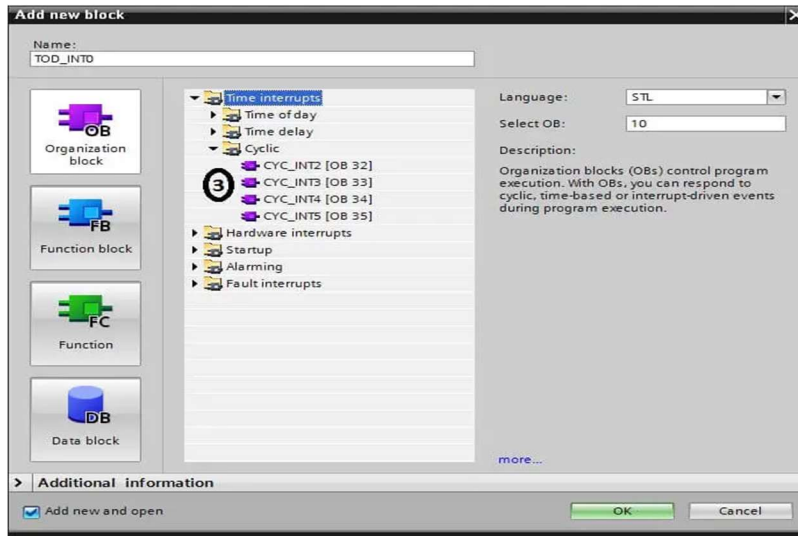 Add new block
Name:
TOD_INT0
OB
Organization
block
FB
Function block
FC
Function
DB
Data block
Time interrupts
Time of day
Time delay
Cyclic
CYC_INT2 [OB 32]
CYC_INT3 [OB 33]
CYC_INT4 [OB 34]
CYC_INT5 [OB 35]
3
Hardware interrupts
Startup
Alarming
Fault interrupts
Language:
STL
Select OB:
10
Description:
Organization blocks (OBs) control program
execution. With OBs, you can respond to
cyclic, time-based or interrupt-driven events
during program execution.
more...
> Additional information
Add new and open
OK
Cancel